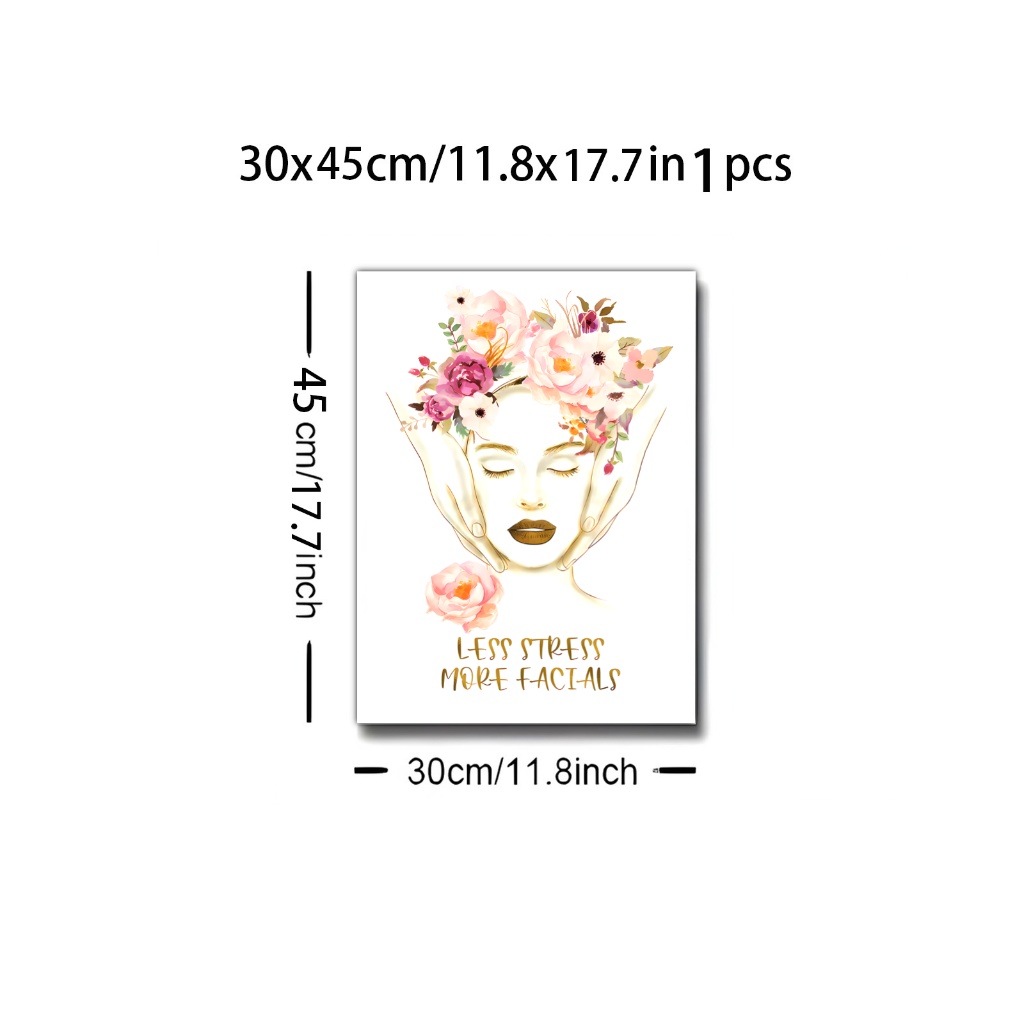 30x45cm/11.8x17.7in 1 pcs
45 cm/17.7inch
LESS STRESS
MORE FACIALS
30cm/11.8inch